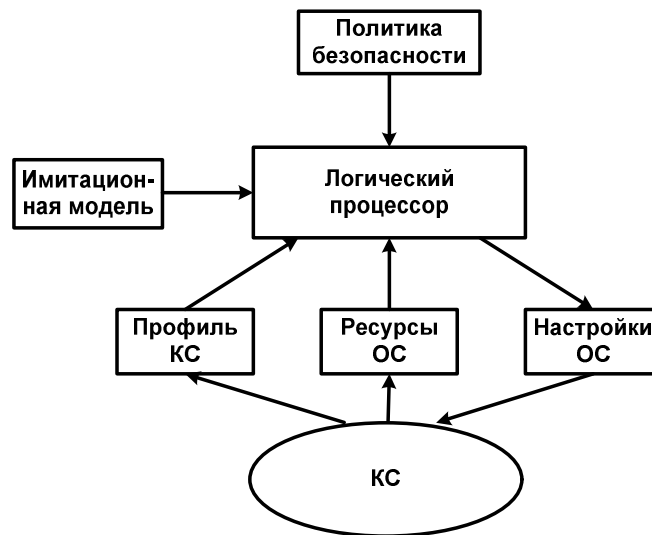 Политика
безопасности
Имитацион-
ная модель
Логический
процессор
Профиль
КС
Ресурсы
ОС
Настройки
ОС
КС